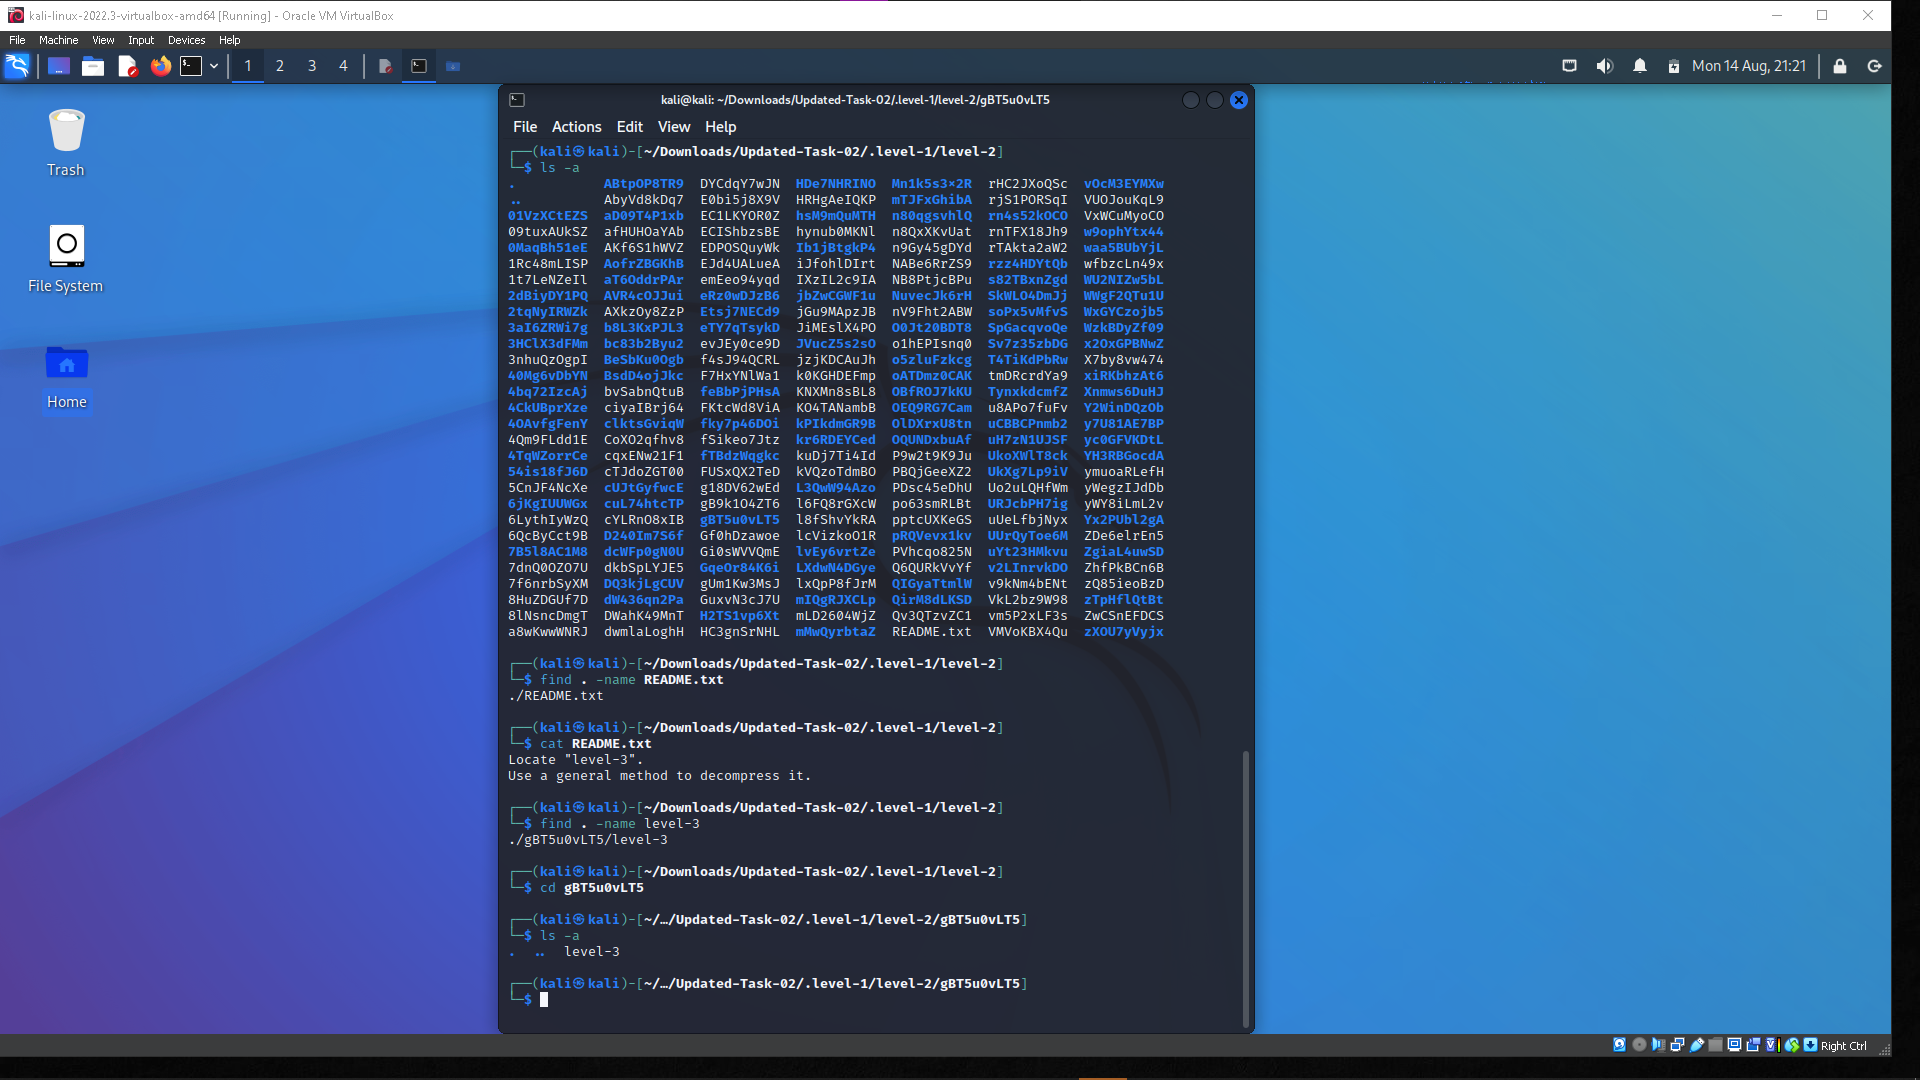 kali-linux-2022.3-virtualbox-amd64 [Running] - Oracle VM VirtualBox
File Machine View Input Devices Help
1 2 3 4
Mon 14 Aug, 21:21
Trash
File System
Home
kali@kali: ~/Downloads/Updated-Task-02/.level-1/level-2/gBT5u0vLT5
File Actions Edit View Help
┌──(kali㉿kali)-[~/Downloads/Updated-Task-02/.level-1/level-2]
└─$ ls -a
. ABtpOP8TR9 DYCdqY7wJN HDe7NHRINO Mn1k5s3×2R rHC2JXoQSc vOcM3EYMXw
.. AbyVd8kDq7 E0bi5j8X9V HRHgAeIQKP mTJFxGhibA rjS1PORSqI VUOJouKqL9
01VzXCtEZS aD09T4P1xb EC1LKYOR0Z hsM9mQuMTH n80qgsvhlQ rn4s52kOCO VxWCuMyoCO
09tuxAUkSZ afHUHOaYAb ECIShbzsBE hynub0MKNl n8QxXKvUat rnTFX18Jh9 w9ophYtx44
0MaqBh51eE AKf6S1hWVZ EDPOSQuyWk Ib1jBtgkP4 n9Gy45gDYd rTAkta2aW2 waa5BUbYjL
1Rc48mLISP AofrZBGKhB EJd4UALueA iJfohlDIrt NABe6RrZS9 rzz4HDYtQb wfbzcLn49x
1t7LeNZeIl aT6OddrPAr emEeo94yqd IXzIL2c9IA NB8PtjcBPu s82TBxnZgd WU2NIZw5bL
2dBiyDY1PQ AVR4cOJJui eRz0wDJzB6 jbZwCGWF1u NuvecJk6rH SkWLO4DmJj WWgF2QTu1U
2tqNyIRWZk AXkzOy8ZzP Etsj7NECd9 jGu9MApzJB nV9Fht2ABW soPx5vMfvS WxGYCzojb5
3aI6ZRWi7g b8L3KxPJL3 eTY7qTsykD JiMEslX4PO O0Jt20BDT8 SpGacqvoQe WzkBDyZf09
3HClX3dFMm bc83b2Byu2 evJEy0ce9D JVucZ5s2sO o1hEPIsnq0 Sv7z35zbDG x2OxGPBNwZ
3nhuQzOgpI BeSbKu0Ogb f4sJ94QCRL jzjKDCAuJh o5zluFzkcg T4TiKdPbRw X7by8vw474
40Mg6vDbYN BsdD4ojJkc F7HxYNlWa1 k0KGHDEFmp oATDmz0CAK tmDRcrdYa9 xiRKbhzAt6
4bq72IzcAj bvSabnQtuB feBbPjPHsA KNXMn8sBL8 OBfROJ7kKU TynxkdcmfZ Xnmws6DuHJ
4CkUBprXze ciyaIBrj64 FKtcWd8ViA KO4TANambB OEQ9RG7Cam u8APo7fuFv Y2WinDQzOb
4OAvfgFenY clktsGviqW fky7p46DOi kPIkdmGR9B OlDXrxU8tn uCBBCPnmb2 y7U81AE7BP
4Qm9FLdd1E CoXO2qfhv8 fSikeo7Jtz kr6RDEYCed OQUNDxbuAf uH7zN1UJSF yc0GFVKDtL
4TqWZorrCe cqxENw21F1 fTBdzWqgkc kuDj7Ti4Id P9w2t9K9Ju UkoXWlT8ck YH3RBGocdA
54is18fJ6D cTJdoZGT00 FUSxQX2TeD kVQzoTdmBO PBQjGeeXZ2 UkXg7Lp9iV ymuoaRLefH
5CnJF4NcXe cUJtGyfwcE g18DV62wEd L3QwW94Azo PDsc45eDhU Uo2uLQHfWm yWegzIJdDb
6jKgIUUWGx cuL74htcTP gB9k1O4ZT6 l6FQ8rGXcW po63smRLBt URJcbPH7ig yWY8iLmL2v
6LythIyWzQ cYLRnO8xIB gBT5u0vLT5 l8fShvYkRA pptcUXKeGS uUeLfbjNyx Yx2PUbl2gA
6QcByCct9B D240Im7S6f Gf0hDzawoe lcVizkoO1R pRQVevx1kv UUrQyToe6M ZDe6elrEn5
7B5l8AC1M8 dcWFp0gN0U Gi0sWVVQmE lvEy6vrtZe PVhcqo825N uYt23HMkvu ZgiaL4uwSD
7dnQ0OZO7U dkbSpLYJE5 GqeOr84K6i LXdwN4DGye Q6QURkVvYf v2LInrvkDO ZhfPkBCn6B
7f6nrbSyXM DQ3kjLgCUV gUm1Kw3MsJ lxQpP8fJrM QIGyaTtmlW v9kNm4bENt zQ85ieoBzD
8HuZDGUf7D dW436qn2Pa GuxvN3cJ7U mIQgRJXCLp QirM8dLKSD VkL2bz9W98 zTpHflQtBt
8lNsncDmgT DWahK49MnT H2TS1vp6Xt mLD2604WjZ Qv3QTzvZC1 vm5P2xLF3s ZwCSnEFDCS
a8wKwwWNRJ dwmlaLoghH HC3gnSrNHL mMwQyrbtaZ README.txt VMVoKBX4Qu zXOU7yVyjx
┌──(kali㉿kali)-[~/Downloads/Updated-Task-02/.level-1/level-2]
└─$ find . -name README.txt
./README.txt
┌──(kali㉿kali)-[~/Downloads/Updated-Task-02/.level-1/level-2]
└─$ cat README.txt
Locate "level-3".
Use a general method to decompress it.
┌──(kali㉿kali)-[~/Downloads/Updated-Task-02/.level-1/level-2]
└─$ find . -name level-3
./gBT5u0vLT5/level-3
┌──(kali㉿kali)-[~/Downloads/Updated-Task-02/.level-1/level-2]
└─$ cd gBT5u0vLT5
┌──(kali㉿kali)-[~/…/Updated-Task-02/.level-1/level-2/gBT5u0vLT5]
└─$ ls -a
. .. level-3
┌──(kali㉿kali)-[~/…/Updated-Task-02/.level-1/level-2/gBT5u0vLT5]
└─$
Right Ctrl